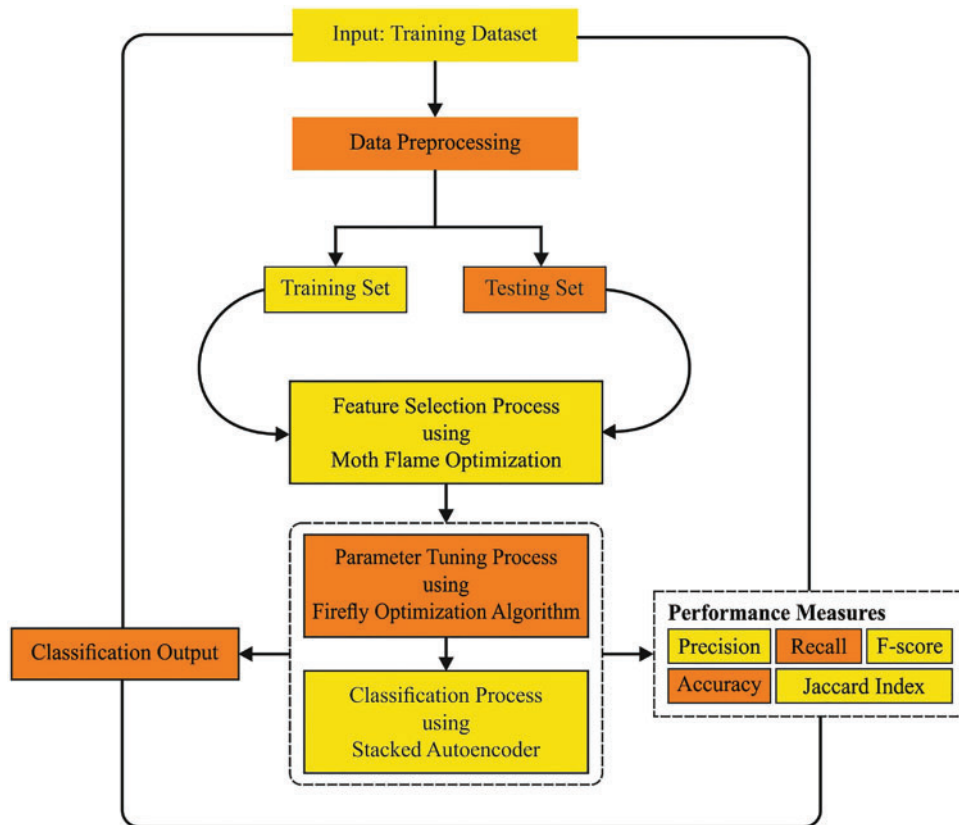 Input: Training Dataset
Data Preprocessing
Training Set
Testing Set
Feature Selection Process
using
Moth Flame Optimization
Parameter Tuning Process
using
Firefly Optimization Algorithm
Classification Output
Classification Process
using
Stacked Autoencoder
Performance Measures
Precision
Recall
F-score
Accuracy
Jaccard Index